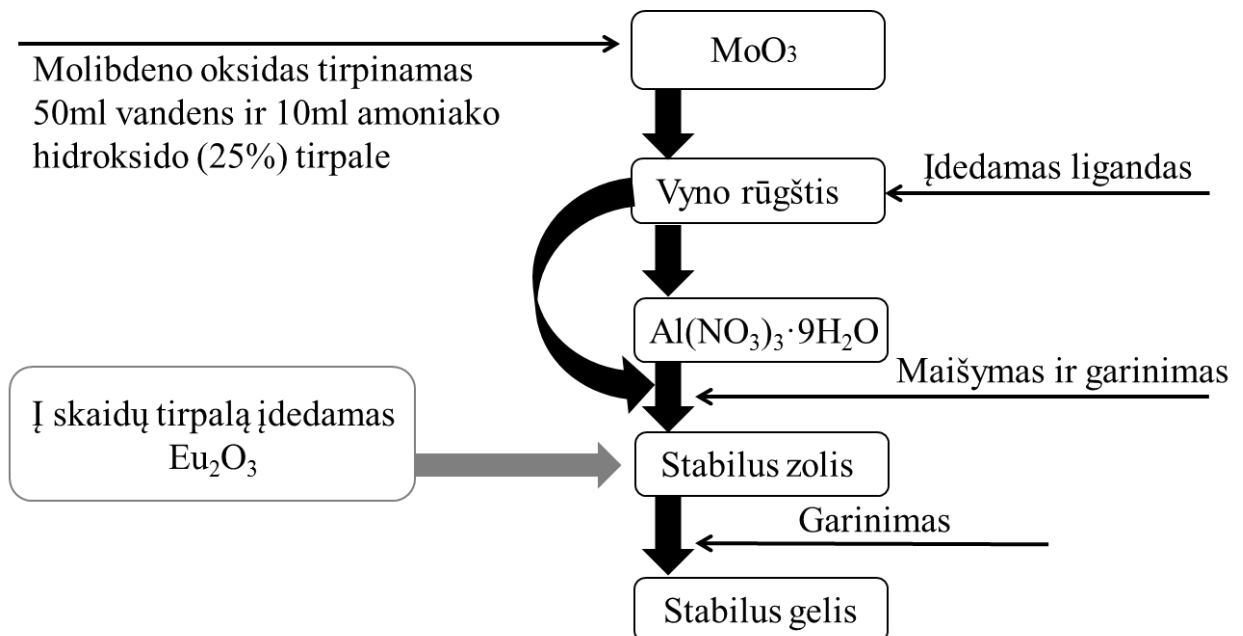 MoO₃
Molibdeno oksidas tirpinamas
50ml vandens ir 10ml amoniako
hidroksido (25%) tirpale
Vyno rūgštis
Įdedamas ligandas
Al(NO₃)₃·9H₂O
Maišymas ir garinimas
Į skaidų tirpalą įdedamas
Eu₂O₃
Stabilus zolis
Garinimas
Stabilus gelis